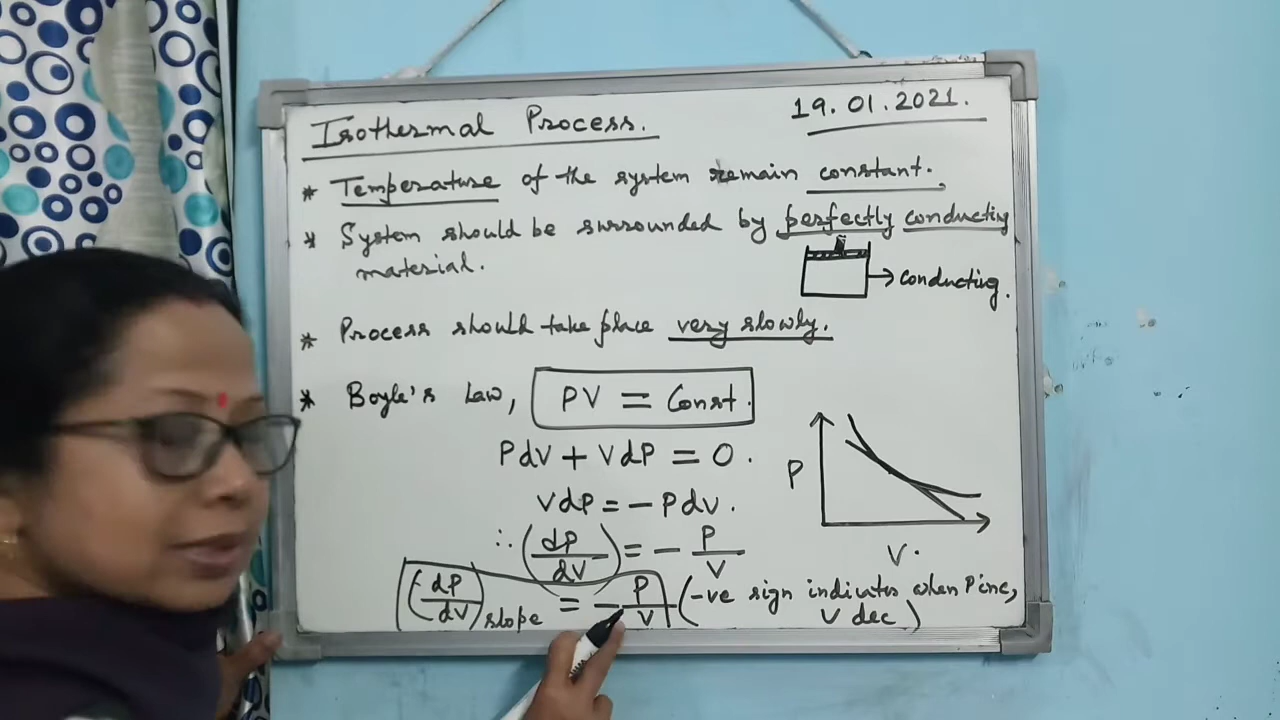 Isothermal Process.
19.01.2021.
* Temperature of the system remain constant.
* System should be surrounded by perfectly conducting
material.
→ conducting.
* Process should take place very slowly.
* Boyle's Law, PV = Const.
PdV + VdP = 0.
VdP = - PdV.
∴ (dP/dV) = - P/V
(dP/dV)slope = - P/V (-ve sign indicates when P inc,
V dec)
P
V.